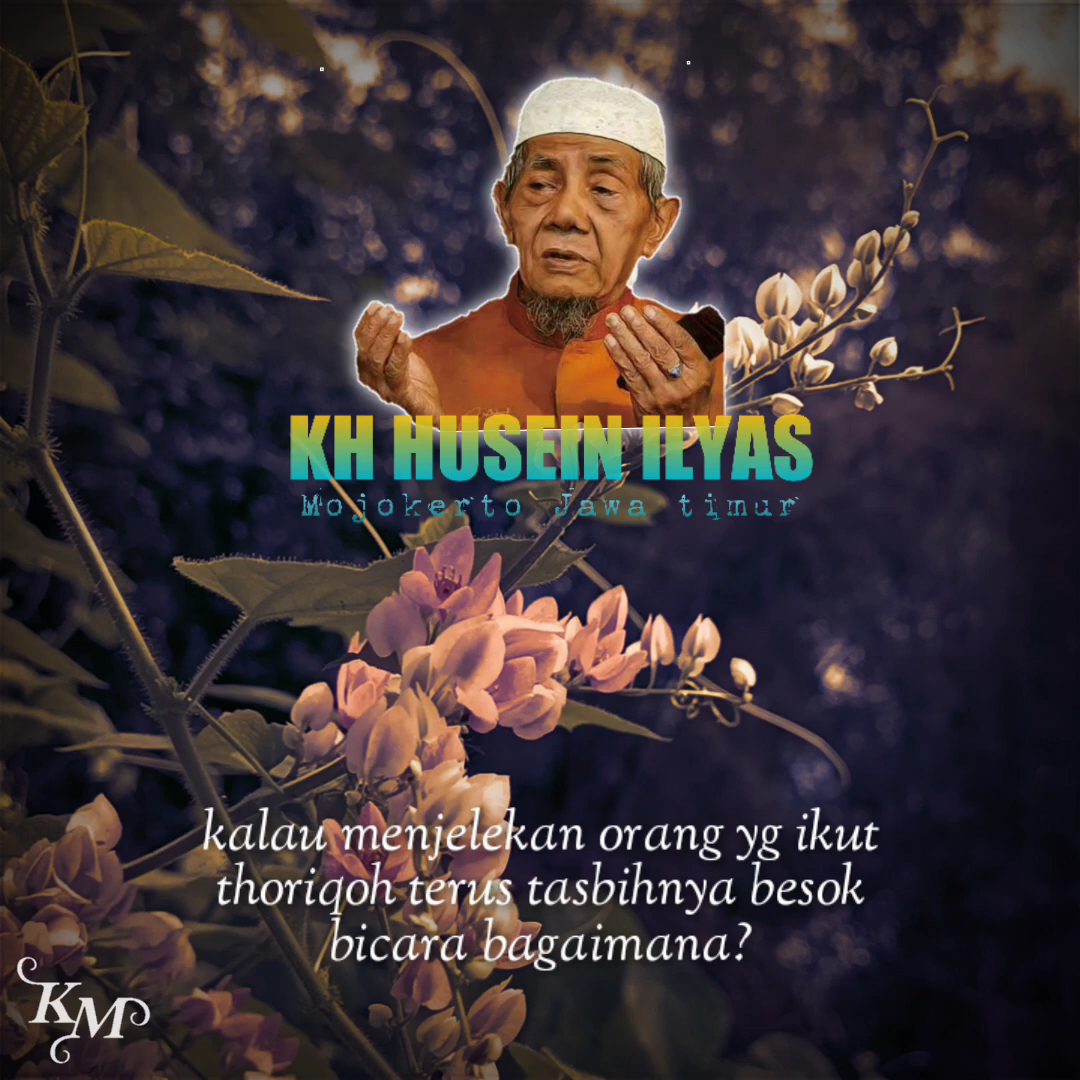 KH HUSEIN ILYAS
Mojokerto Jawa timur
kalau menjelekan orang yg ikut
thoriqoh terus tasbihnya besok
bicara bagaimana?
KM